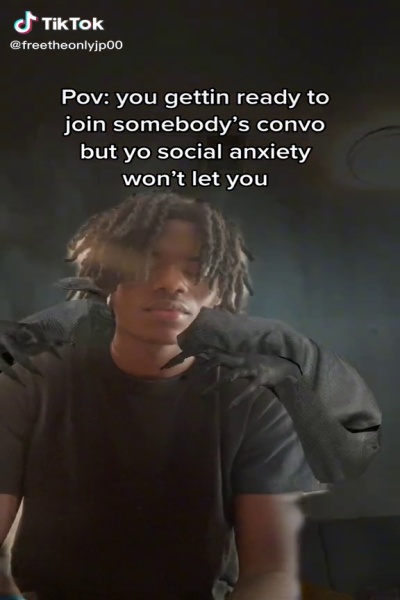 TikTok
@freetheonlyjp00
Pov: you gettin ready to
join somebody's convo
but yo social anxiety
won't let you